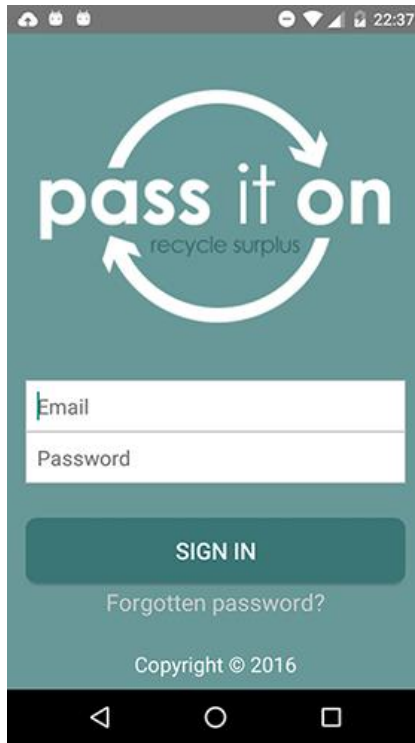 22:37
pass it on
recycle surplus
Email
Password
SIGN IN
Forgotten password?
Copyright © 2016